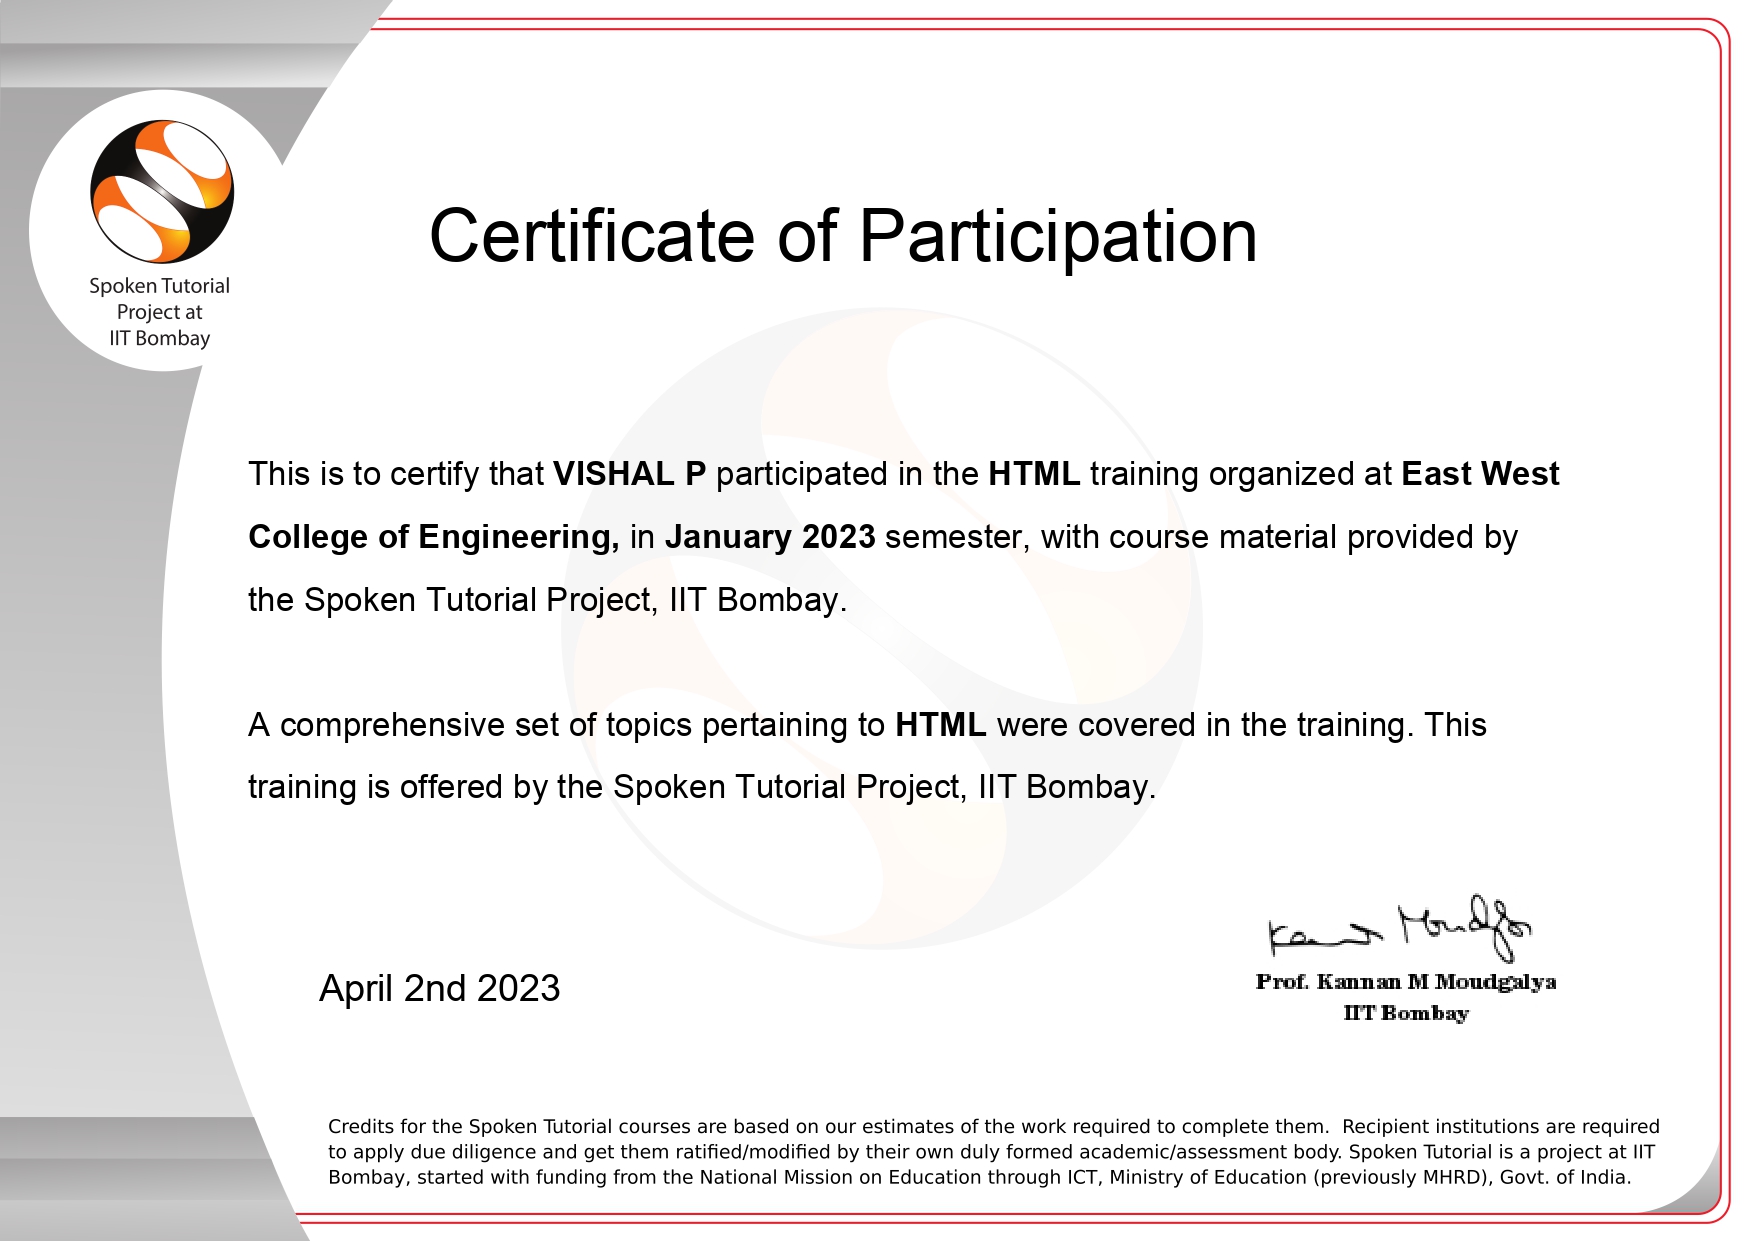 Spoken Tutorial
Project at
IIT Bombay
Certificate of Participation
This is to certify that VISHAL P participated in the HTML training organized at East West
College of Engineering, in January 2023 semester, with course material provided by
the Spoken Tutorial Project, IIT Bombay.
A comprehensive set of topics pertaining to HTML were covered in the training. This
training is offered by the Spoken Tutorial Project, IIT Bombay.
Kannan Moudgalya
April 2nd 2023
Prof. Kannan M Moudgalya
IIT Bombay
Credits for the Spoken Tutorial courses are based on our estimates of the work required to complete them.  Recipient institutions are required
to apply due diligence and get them ratified/modified by their own duly formed academic/assessment body. Spoken Tutorial is a project at IIT
Bombay, started with funding from the National Mission on Education through ICT, Ministry of Education (previously MHRD), Govt. of India.